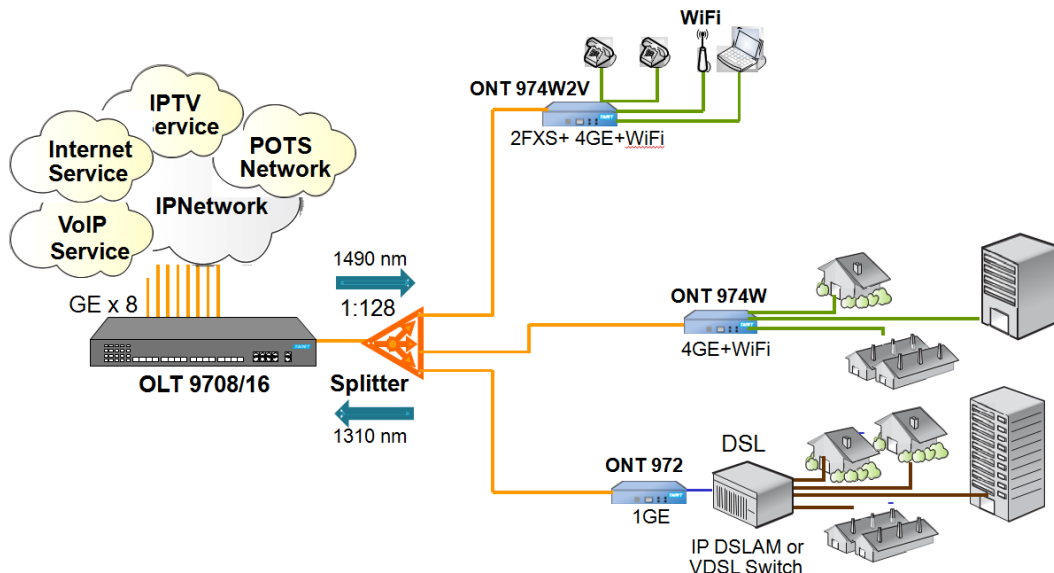 WiFi
ONT 974W2V
2FXS+ 4GE+WiFi
IPTV
Service
Internet
Service
POTS
Network
IPNetwork
VoIP
Service
GE x 8
1490 nm
1:128
OLT 9708/16
Splitter
1310 nm
ONT 974W
4GE+WiFi
ONT 972
1GE
DSL
IP DSLAM or
VDSL Switch